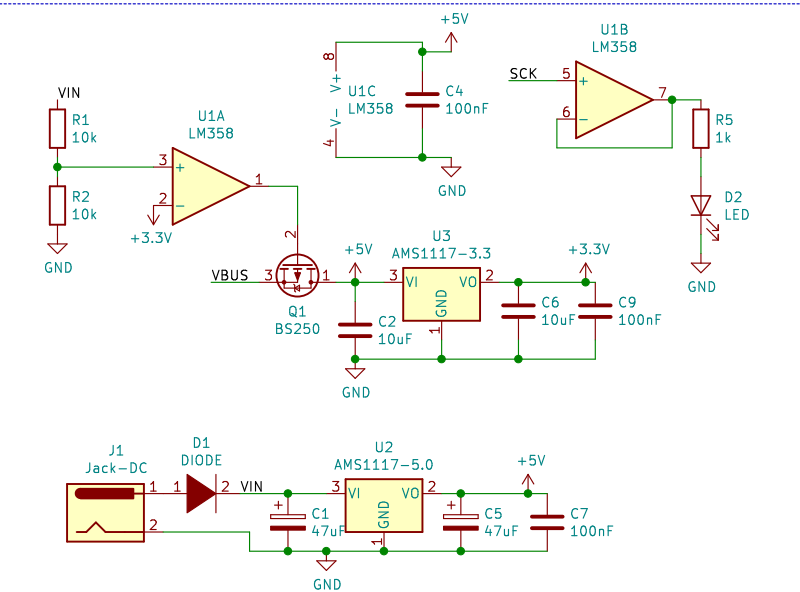 +5V
U1B
LM358
8
V+
U1C
LM358
V-
4
C4
100nF
GND
SCK
5
+
6
-
7
R5
1k
D2
LED
GND
VIN
R1
10k
R2
10k
GND
U1A
LM358
3
+
2
-
1
+3.3V
2
VBUS
3
1
Q1
BS250
+5V
U3
AMS1117-3.3
3
VI
VO
2
GND
1
+3.3V
C2
10uF
C6
10uF
C9
100nF
GND
J1
Jack-DC
1
2
D1
DIODE
1
2
VIN
+
C1
47uF
U2
AMS1117-5.0
3
VI
VO
2
GND
1
+
C5
47uF
+5V
C7
100nF
GND